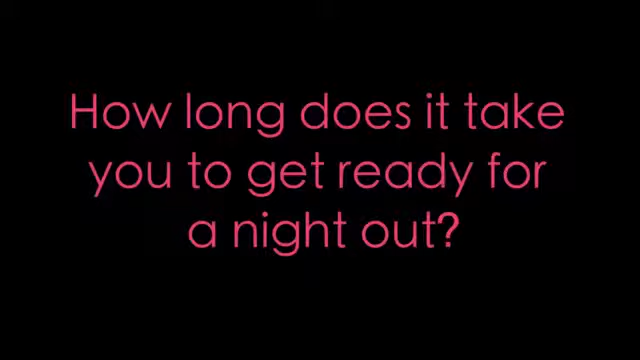 How long does it take
you to get ready for
a night out?